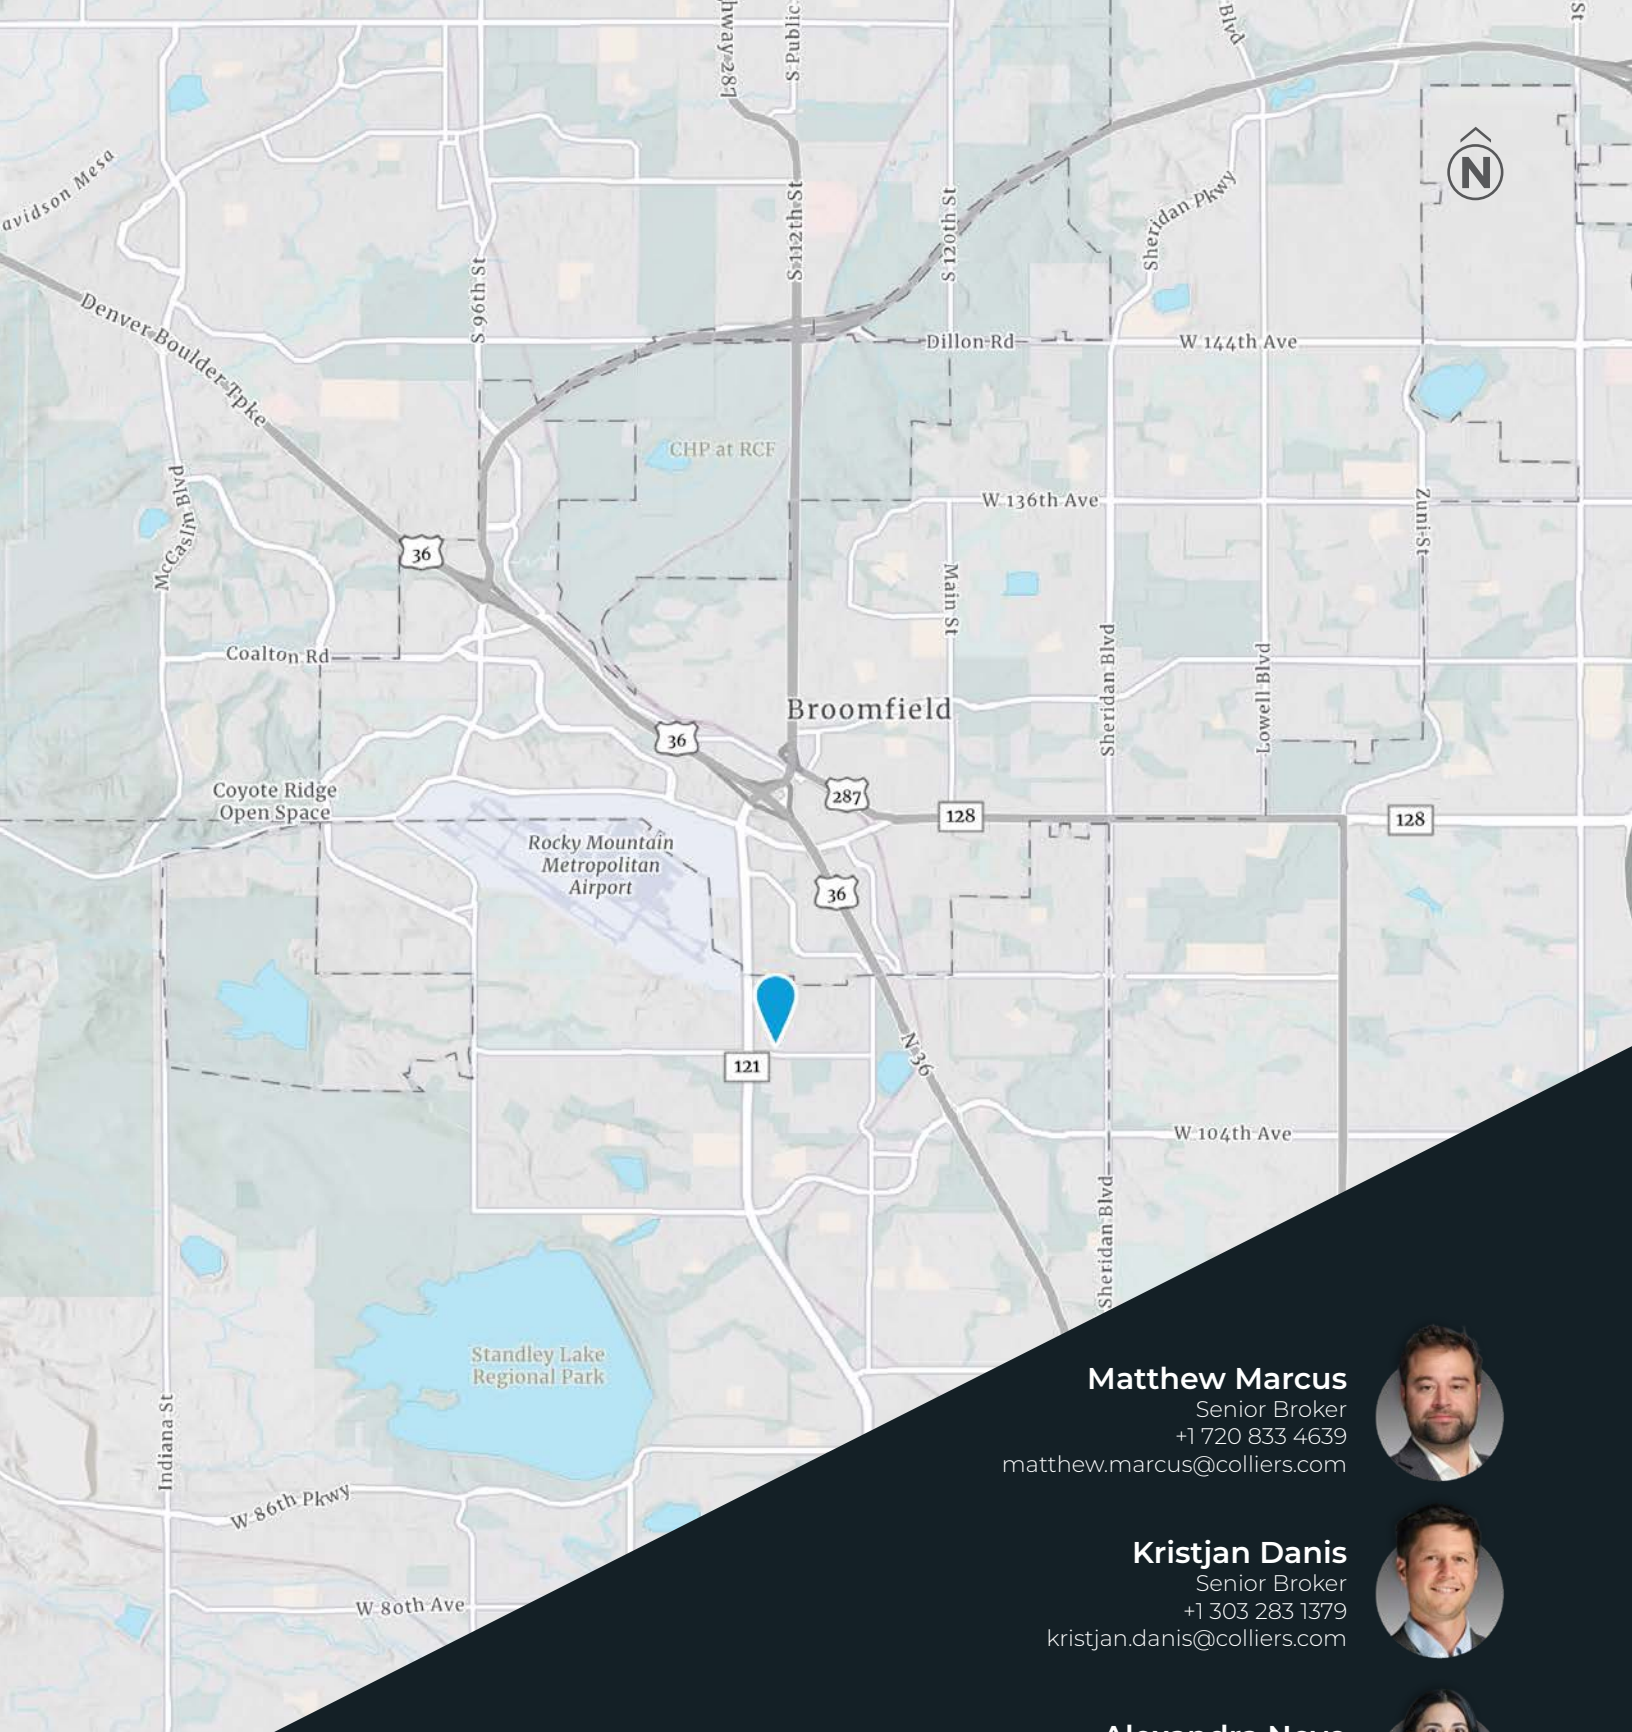 S Public
Blvd
St
avidson Mesa
N
Sheridan Pkwy
S 112th St
S 120th St
S 96th St
Denver Boulder Tpke
Dillon Rd
W 144th Ave
CHP at RCF
McCaslin Blvd
W 136th Ave
Zuni St
36
Main St
Coalton Rd
Sheridan Blvd
Lowell Blvd
Broomfield
36
Coyote Ridge
Open Space
287
128
128
Rocky Mountain
Metropolitan
Airport
36
N 36
121
W 104th Ave
Sheridan Blvd
Standley Lake
Regional Park
Indiana St
W 86th Pkwy
W 80th Ave
Matthew Marcus
Senior Broker
+1 720 833 4639
matthew.marcus@colliers.com
Kristjan Danis
Senior Broker
+1 303 283 1379
kristjan.danis@colliers.com